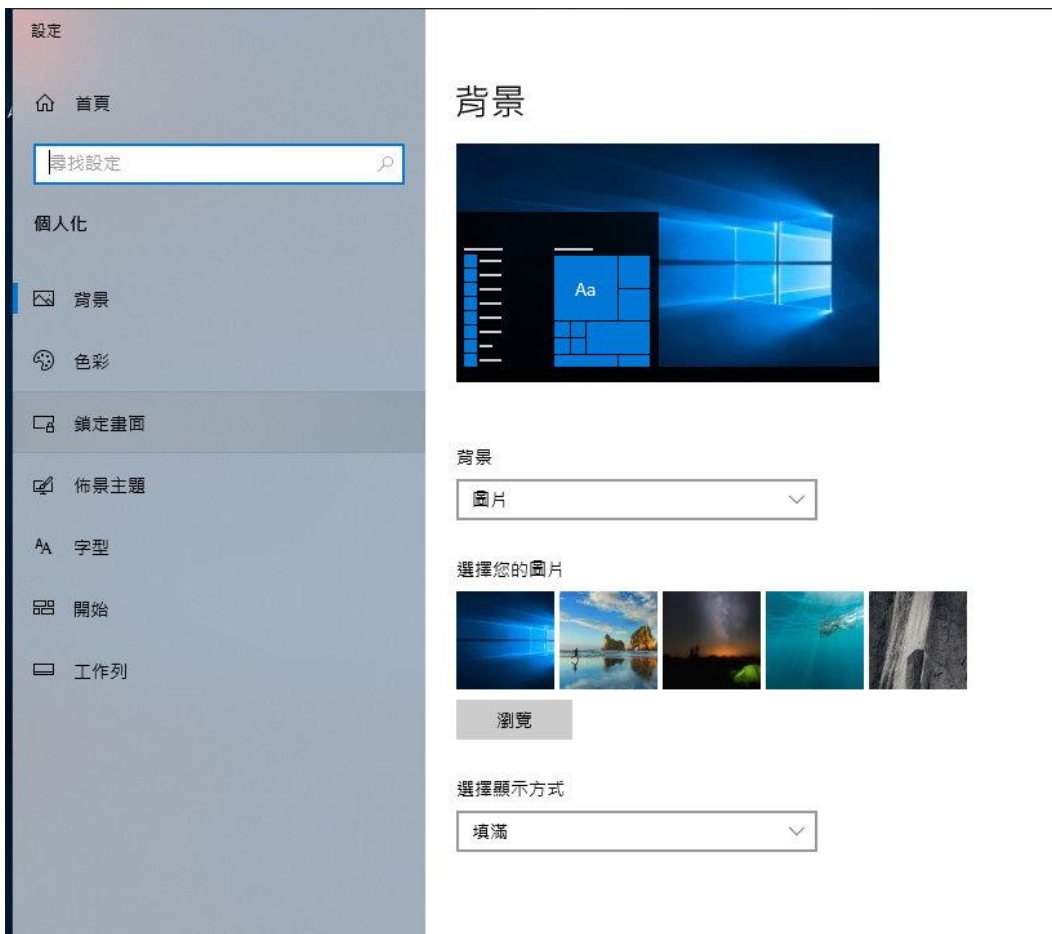 設定
首頁
尋找設定
個人化
背景
色彩
鎖定畫面
佈景主題
字型
開始
工作列
背景
Aa
背景
圖片
選擇您的圖片
瀏覽
選擇顯示方式
填滿